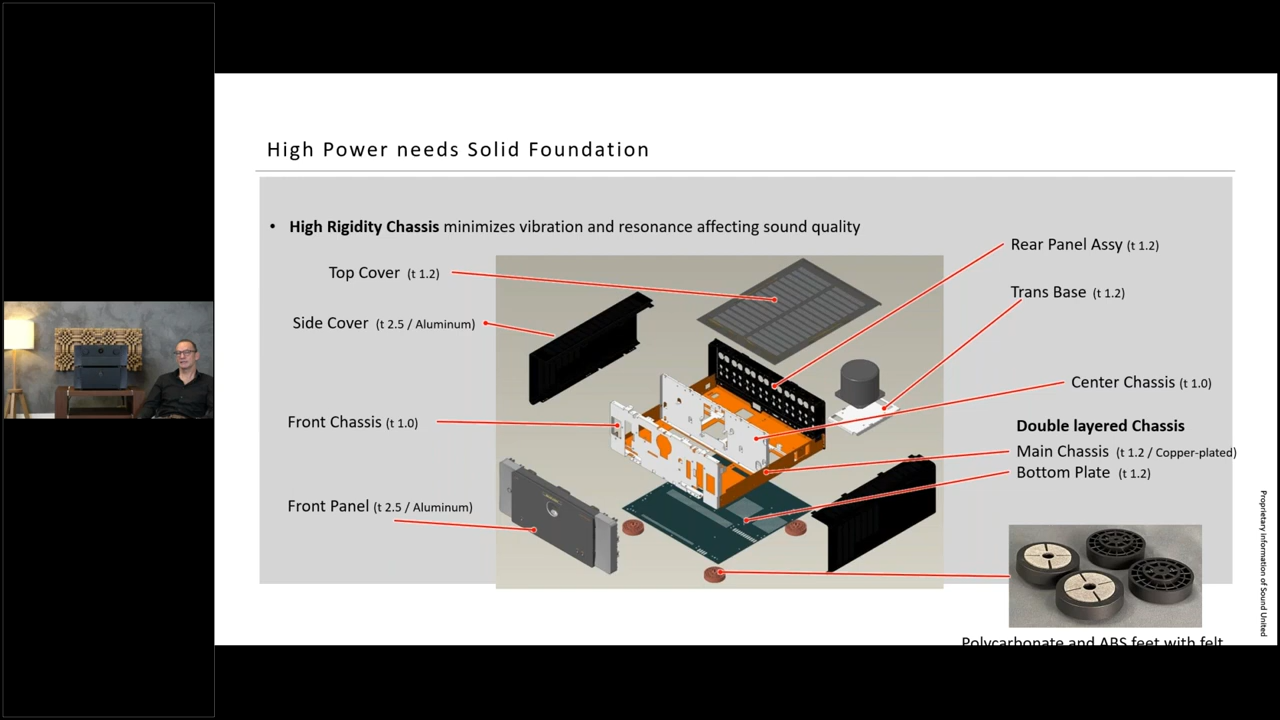 High Power needs Solid Foundation
• High Rigidity Chassis minimizes vibration and resonance affecting sound quality
Top Cover (t 1.2)
Side Cover (t 2.5 / Aluminum)
Front Chassis (t 1.0)
Front Panel (t 2.5 / Aluminum)
Rear Panel Assy (t 1.2)
Trans Base (t 1.2)
Center Chassis (t 1.0)
Double layered Chassis
Main Chassis (t 1.2 / Copper-plated)
Bottom Plate (t 1.2)
Polycarbonate and ABS feet with felt
Proprietary information of Sound United